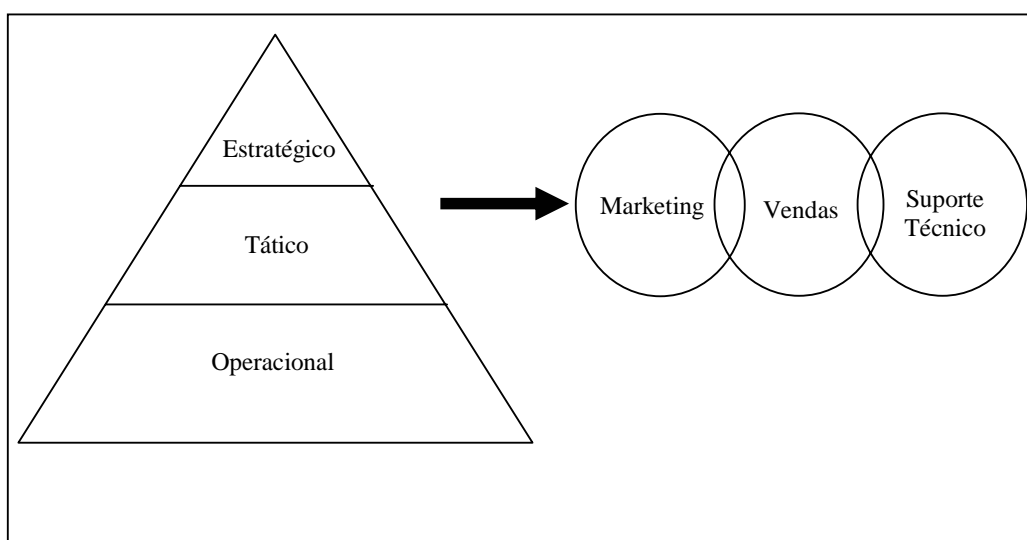 Estratégico
Tático
Operacional
Marketing
Vendas
Suporte
Técnico